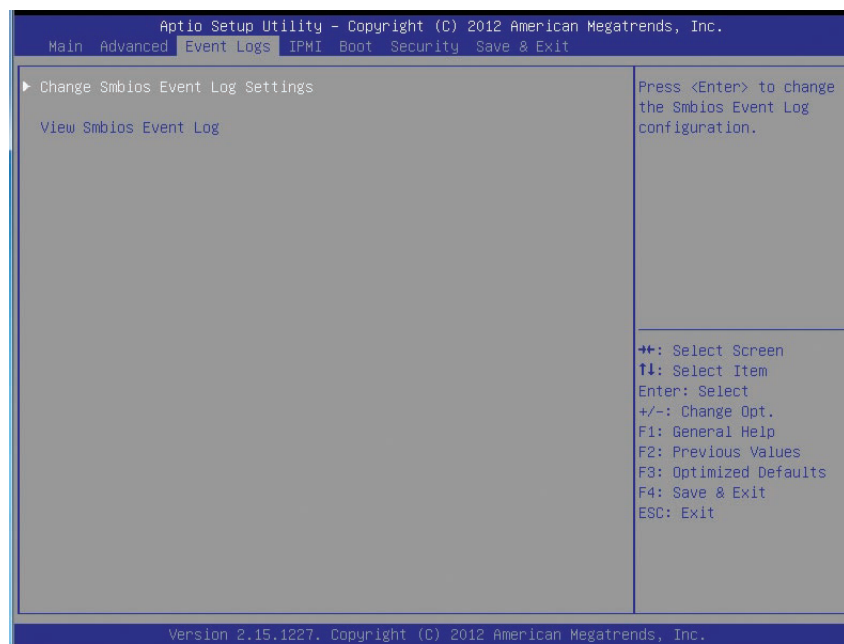 Aptio Setup Utility – Copyright (C) 2012 American Megatrends, Inc.
Main Advanced Event Logs IPMI Boot Security Save & Exit
Change Smbios Event Log Settings
View Smbios Event Log
Press <Enter> to change
the Smbios Event Log
configuration.
→←: Select Screen
↑↓: Select Item
Enter: Select
+/-: Change Opt.
F1: General Help
F2: Previous Values
F3: Optimized Defaults
F4: Save & Exit
ESC: Exit
Version 2.15.1227. Copyright (C) 2012 American Megatrends, Inc.